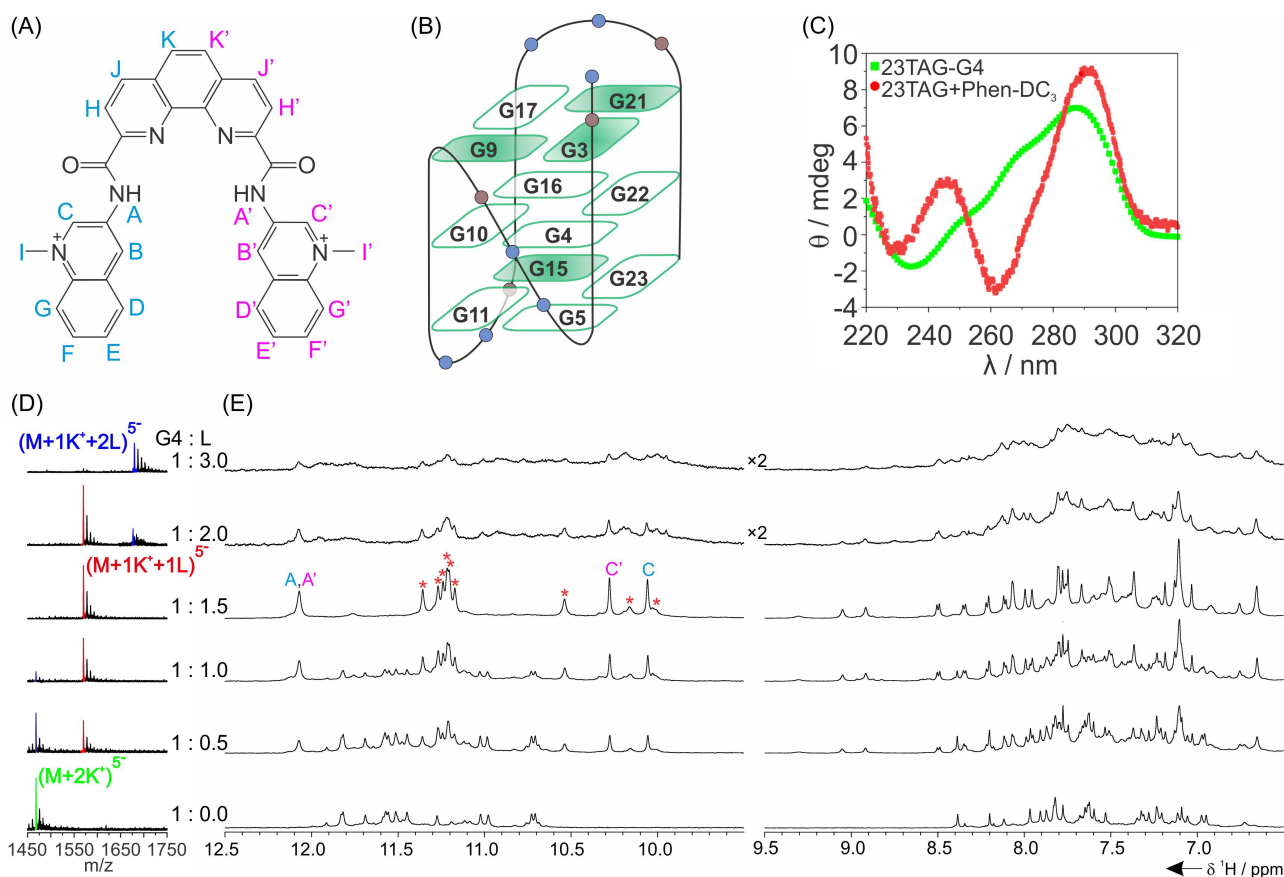 (A)
K K'
J J'
H H'
N N
O O
NH HN
C A A' C'
I N+ B B' N+ I'
G D D' G'
F E E' F'
(B)
G17 G21
G9 G3
G16 G22
G10 G4
G15 G23
G11 G5
(C)
23TAG-G4
23TAG+Phen-DC3
θ / mdeg
10
8
6
4
2
0
-2
-4
220 240 260 280 300 320
λ / nm
(D)
(M+1K⁺+2L)⁵⁻
G4 : L
1 : 3.0
1 : 2.0
(M+1K⁺+1L)⁵⁻
1 : 1.5
1 : 1.0
1 : 0.5
(M+2K⁺)⁵⁻
1 : 0.0
1450 1550 1650 1750
m/z
(E)
×2
×2
A,A' * * * * * * * C' * C *
12.5 12.0 11.5 11.0 10.5 10.0 9.5 9.0 8.5 8.0 7.5 7.0 6.5
δ ¹H / ppm